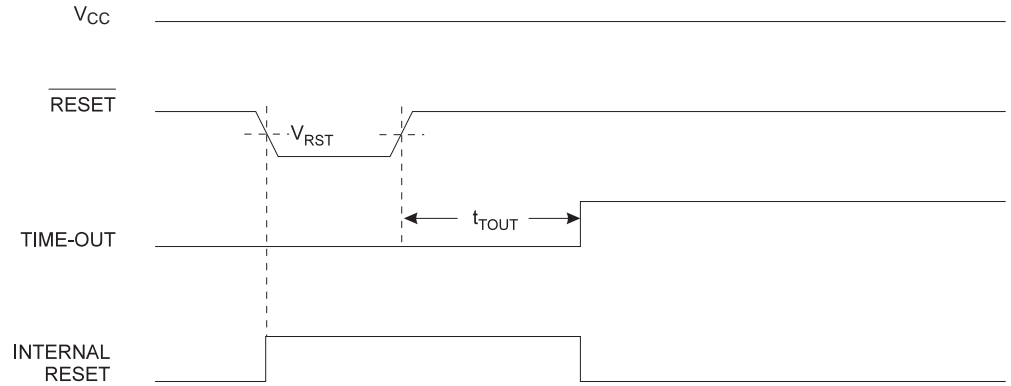 VCC
RESET
VRST
tTOUT
TIME-OUT
INTERNAL
RESET